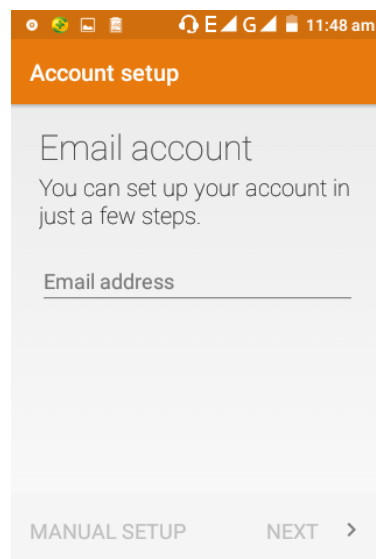 E G 11:48 am
Account setup
Email account
You can set up your account in
just a few steps.
Email address
MANUAL SETUP NEXT >